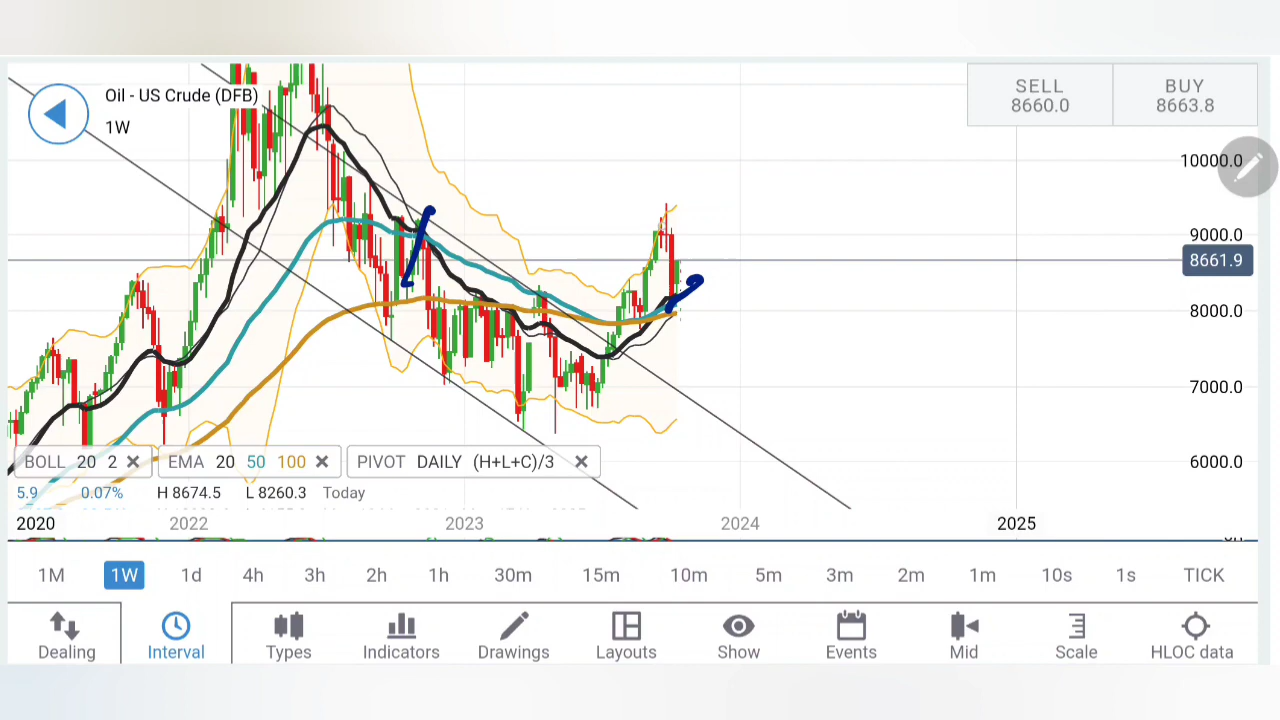 Oil - US Crude (DFB)
1W
SELL
8660.0
BUY
8663.8
10000.0
9000.0
8661.9
8000.0
7000.0
6000.0
BOLL 20 2
EMA 20 50 100
PIVOT DAILY (H+L+C)/3
5.9 0.07% H 8674.5 L 8260.3 Today
2020 2022 2023 2024 2025
1M 1W 1d 4h 3h 2h 1h 30m 15m 10m 5m 3m 2m 1m 10s 1s TICK
Dealing Interval Types Indicators Drawings Layouts Show Events Mid Scale HLOC data